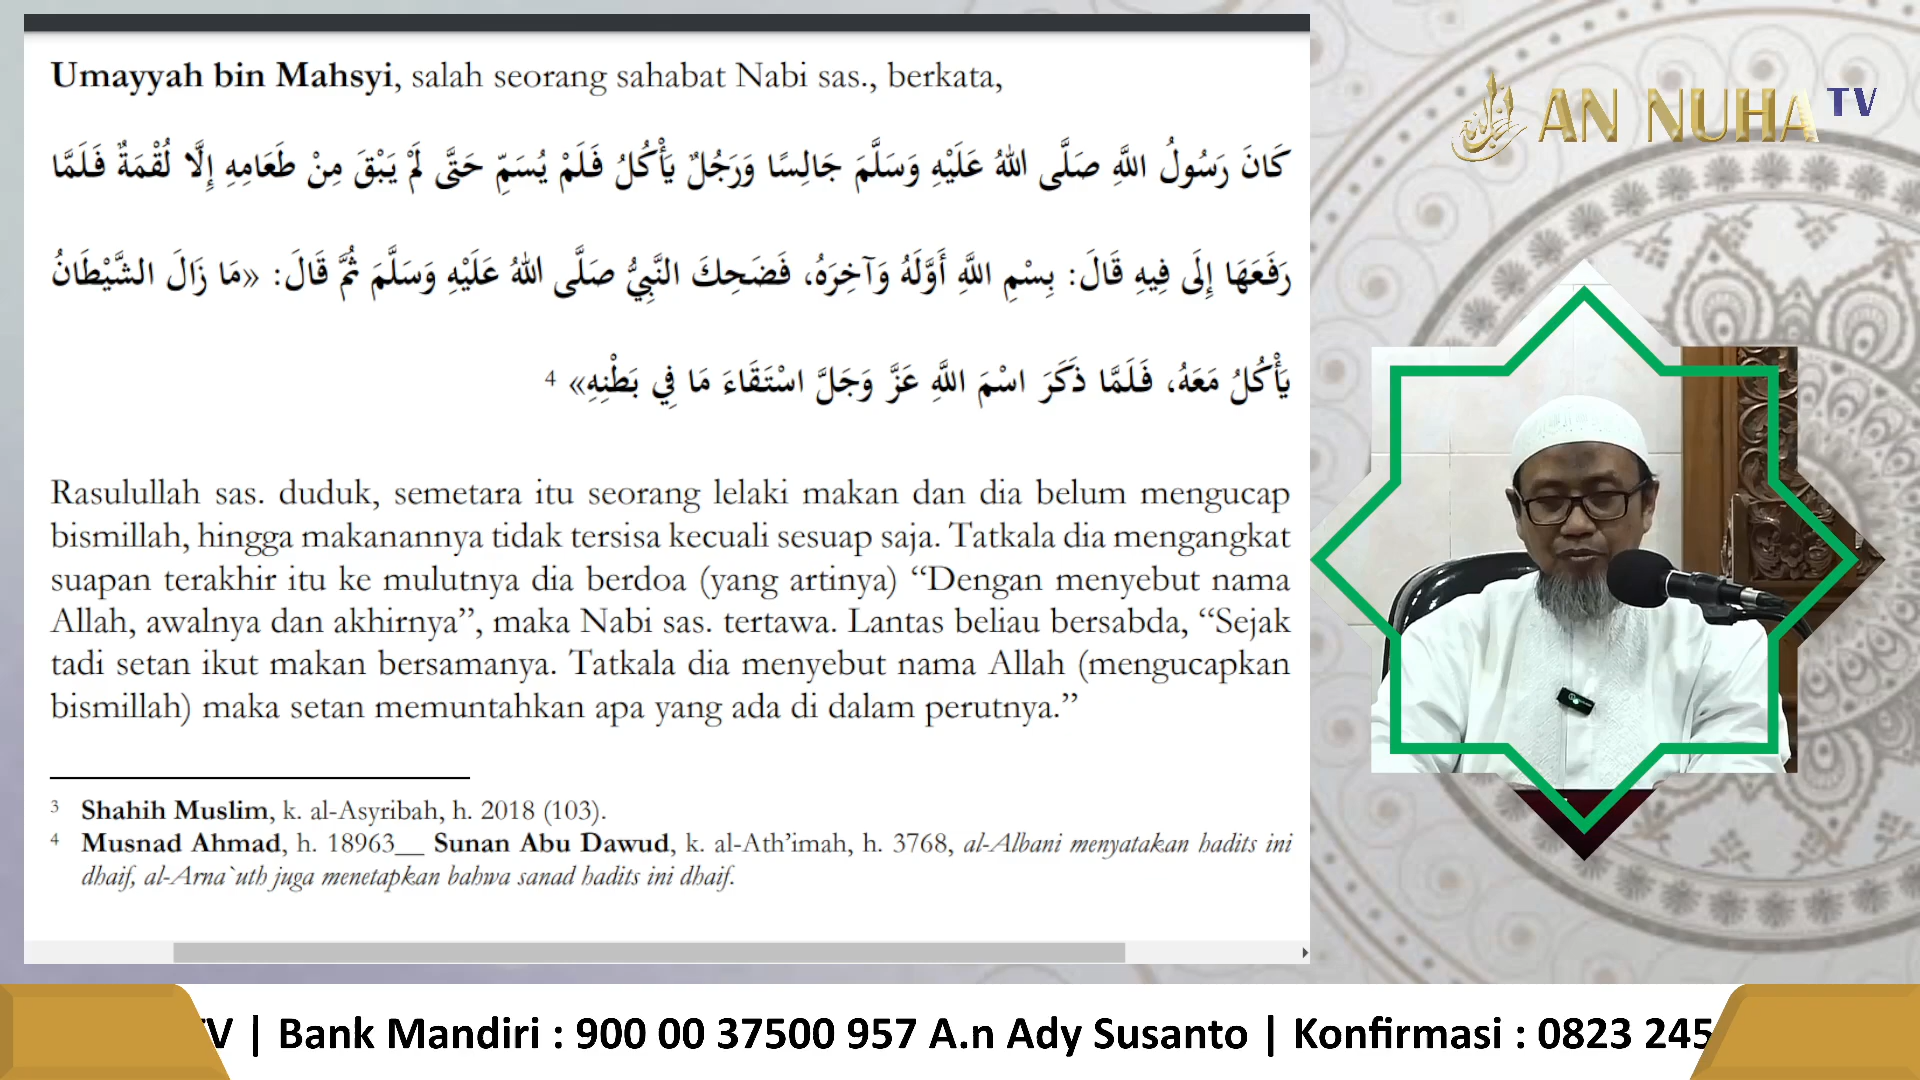 Umayyah bin Mahsyi, salah seorang sahabat Nabi sas., berkata,
كَانَ رَسُولُ اللَّهِ صَلَّى اللهُ عَلَيْهِ وَسَلَّمَ جَالِسًا وَرَجُلٌ يَأْكُلُ فَلَمْ يُسَمِّ حَتَّى لَمْ يَبْقَ مِنْ طَعَامِهِ إِلَّا لُقْمَةٌ فَلَمَّا
رَفَعَهَا إِلَى فِيهِ قَالَ: بِسْمِ اللَّهِ أَوَّلَهُ وَآخِرَهُ، فَضَحِكَ النَّبِيُّ صَلَّى اللهُ عَلَيْهِ وَسَلَّمَ ثُمَّ قَالَ: «مَا زَالَ الشَّيْطَانُ
يَأْكُلُ مَعَهُ، فَلَمَّا ذَكَرَ اسْمَ اللَّهِ عَزَّ وَجَلَّ اسْتَقَاءَ مَا فِي بَطْنِهِ» 4
Rasulullah sas. duduk, semetara itu seorang lelaki makan dan dia belum mengucap
bismillah, hingga makanannya tidak tersisa kecuali sesuap saja. Tatkala dia mengangkat
suapan terakhir itu ke mulutnya dia berdoa (yang artinya) “Dengan menyebut nama
Allah, awalnya dan akhirnya”, maka Nabi sas. tertawa. Lantas beliau bersabda, “Sejak
tadi setan ikut makan bersamanya. Tatkala dia menyebut nama Allah (mengucapkan
bismillah) maka setan memuntahkan apa yang ada di dalam perutnya.”
3 Shahih Muslim, k. al-Asyribah, h. 2018 (103).
4 Musnad Ahmad, h. 18963__ Sunan Abu Dawud, k. al-Ath’imah, h. 3768, al-Albani menyatakan hadits ini
dhaif, al-Arna`uth juga menetapkan bahwa sanad hadits ini dhaif.
AN NUHA TV
TV | Bank Mandiri : 900 00 37500 957 A.n Ady Susanto | Konfirmasi : 0823 245